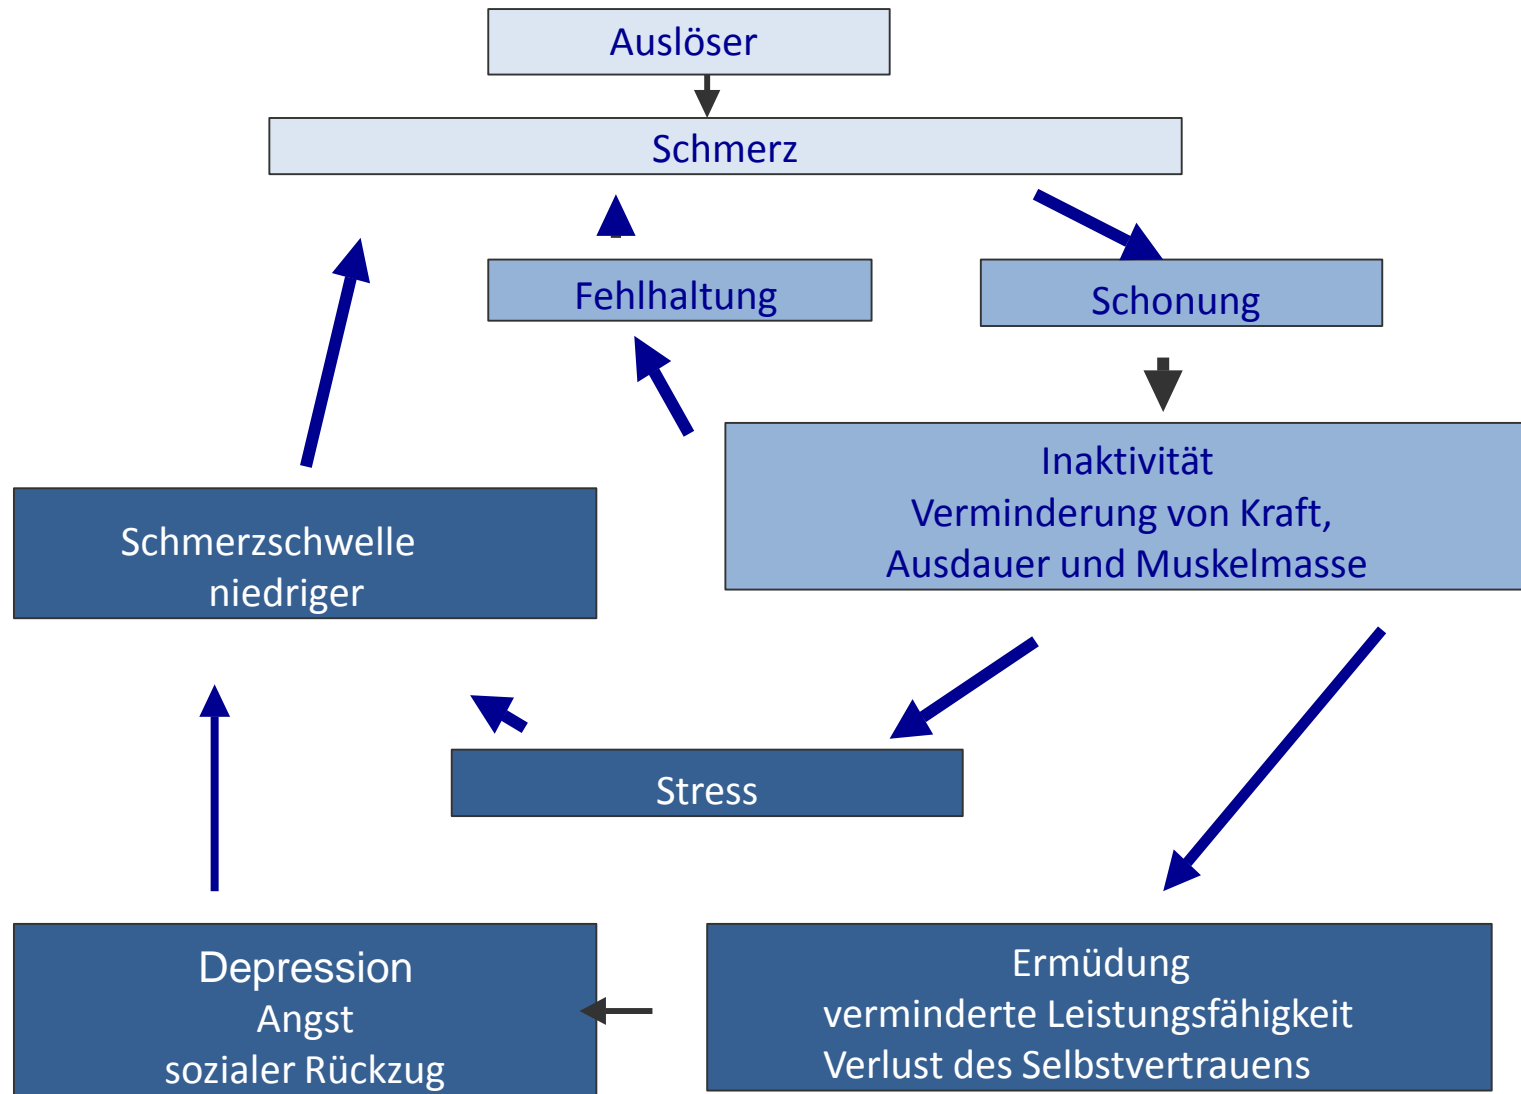 Auslöser
Schmerz
Fehlhaltung
Schonung
Inaktivität
Verminderung von Kraft,
Ausdauer und Muskelmasse
Schmerzschwelle
niedriger
Stress
Depression
Angst
sozialer Rückzug
Ermüdung
verminderte Leistungsfähigkeit
Verlust des Selbstvertrauens